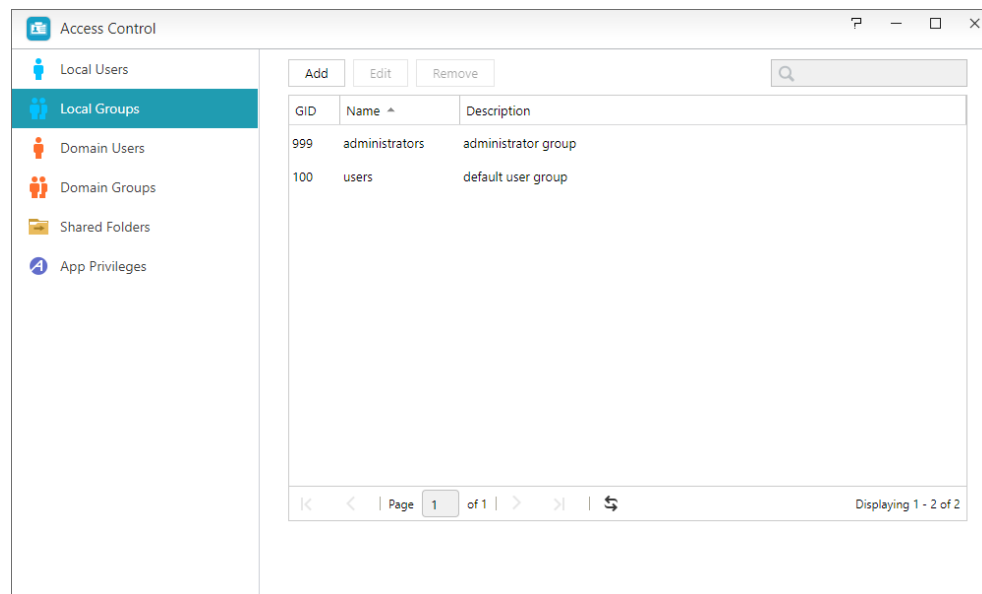 Access Control
Local Users
Local Groups
Domain Users
Domain Groups
Shared Folders
App Privileges
Add Edit Remove
GID Name Description
999 administrators administrator group
100 users default user group
Page 1 of 1 Displaying 1 - 2 of 2